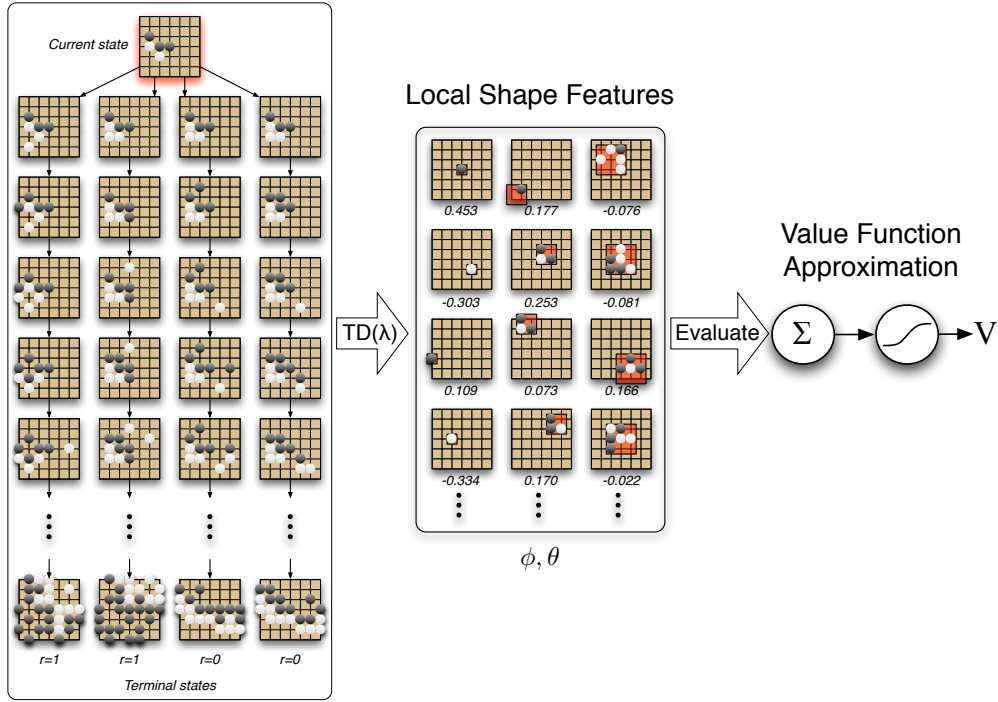 Current state
r=1
r=1
r=0
r=0
Terminal states
TD(λ)
Local Shape Features
0.453
0.177
-0.076
-0.303
0.253
-0.081
0.109
0.073
0.166
-0.334
0.170
-0.022
ϕ, θ
Evaluate
Value Function
Approximation
Σ
V